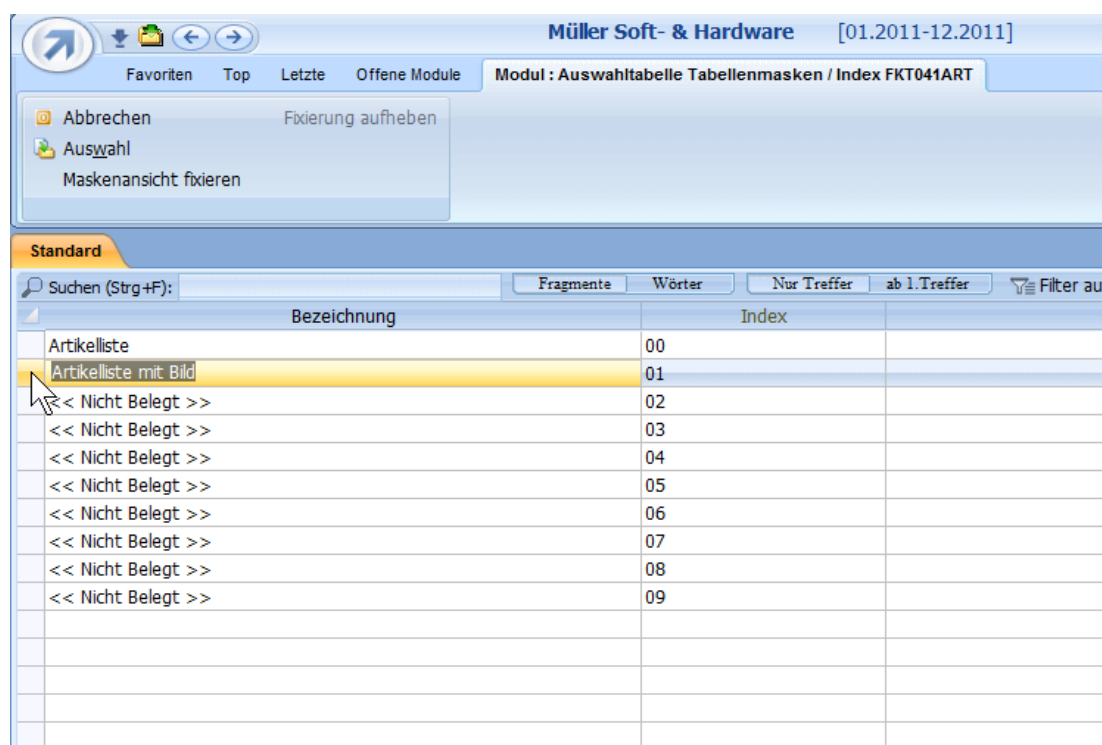 Müller Soft- & Hardware [01.2011-12.2011]
Favoriten Top Letzte Offene Module Modul : Auswahltabelle Tabellenmasken / Index FKT041ART
Abbrechen Fixierung aufheben
Auswahl
Maskenansicht fixieren
Standard
Suchen (Strg+F): Fragmente Wörter Nur Treffer ab 1.Treffer Filter au
Bezeichnung Index
Artikelliste 00
Artikelliste mit Bild 01
<< Nicht Belegt >> 02
<< Nicht Belegt >> 03
<< Nicht Belegt >> 04
<< Nicht Belegt >> 05
<< Nicht Belegt >> 06
<< Nicht Belegt >> 07
<< Nicht Belegt >> 08
<< Nicht Belegt >> 09